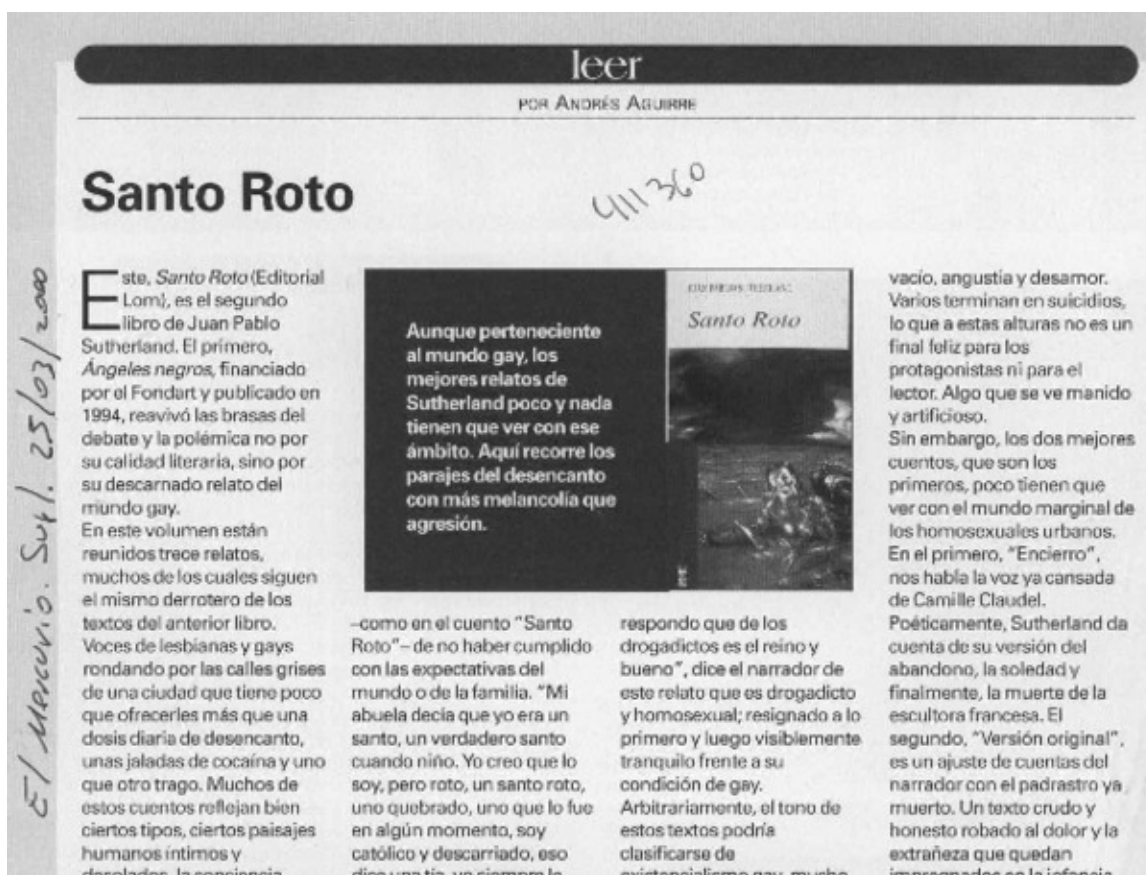 leer
POR ANDRÉS AGUIRRE
Santo Roto
411360
El Mercurio. 25/03/2000
Este, Santo Roto (Editorial
Lom), es el segundo
libro de Juan Pablo
Sutherland. El primero,
Ángeles negros, financiado
por el Fondart y publicado en
1994, reavivó las brasas del
debate y la polémica no por
su calidad literaria, sino por
su descarnado relato del
mundo gay.
En este volumen están
reunidos trece relatos,
muchos de los cuales siguen
el mismo derrotero de los
textos del anterior libro.
Voces de lesbianas y gays
rondando por las calles grises
de una ciudad que tiene poco
que ofrecerles más que una
dosis diaria de desencanto,
unas jaladas de cocaína y uno
que otro trago. Muchos de
estos cuentos reflejan bien
ciertos tipos, ciertos paisajes
humanos íntimos y
desolados, la conciencia
Aunque perteneciente
al mundo gay, los
mejores relatos de
Sutherland poco y nada
tienen que ver con ese
ámbito. Aquí recorre los
parajes del desencanto
con más melancolía que
agresión.
Santo Roto
–como en el cuento "Santo
Roto"– de no haber cumplido
con las expectativas del
mundo o de la familia. "Mi
abuela decía que yo era un
santo, un verdadero santo
cuando niño. Yo creo que lo
soy, pero roto, un santo roto,
uno quebrado, uno que lo fue
en algún momento, soy
católico y descarriado, eso
dice una tía, yo siempre le
respondo que de los
drogadictos es el reino y
bueno", dice el narrador de
este relato que es drogadicto
y homosexual; resignado a lo
primero y luego visiblemente
tranquilo frente a su
condición de gay.
Arbitrariamente, el tono de
estos textos podría
clasificarse de
existencialismo gay, mucho
vacío, angustia y desamor.
Varios terminan en suicidios,
lo que a estas alturas no es un
final feliz para los
protagonistas ni para el
lector. Algo que se ve manido
y artificioso.
Sin embargo, los dos mejores
cuentos, que son los
primeros, poco tienen que
ver con el mundo marginal de
los homosexuales urbanos.
En el primero, "Encierro",
nos habla la voz ya cansada
de Camille Claudel.
Poéticamente, Sutherland da
cuenta de su versión del
abandono, la soledad y
finalmente, la muerte de la
escultora francesa. El
segundo, "Versión original",
es un ajuste de cuentas del
narrador con el padrastro ya
muerto. Un texto crudo y
honesto robado al dolor y la
extrañeza que quedan
impregnados en la infancia